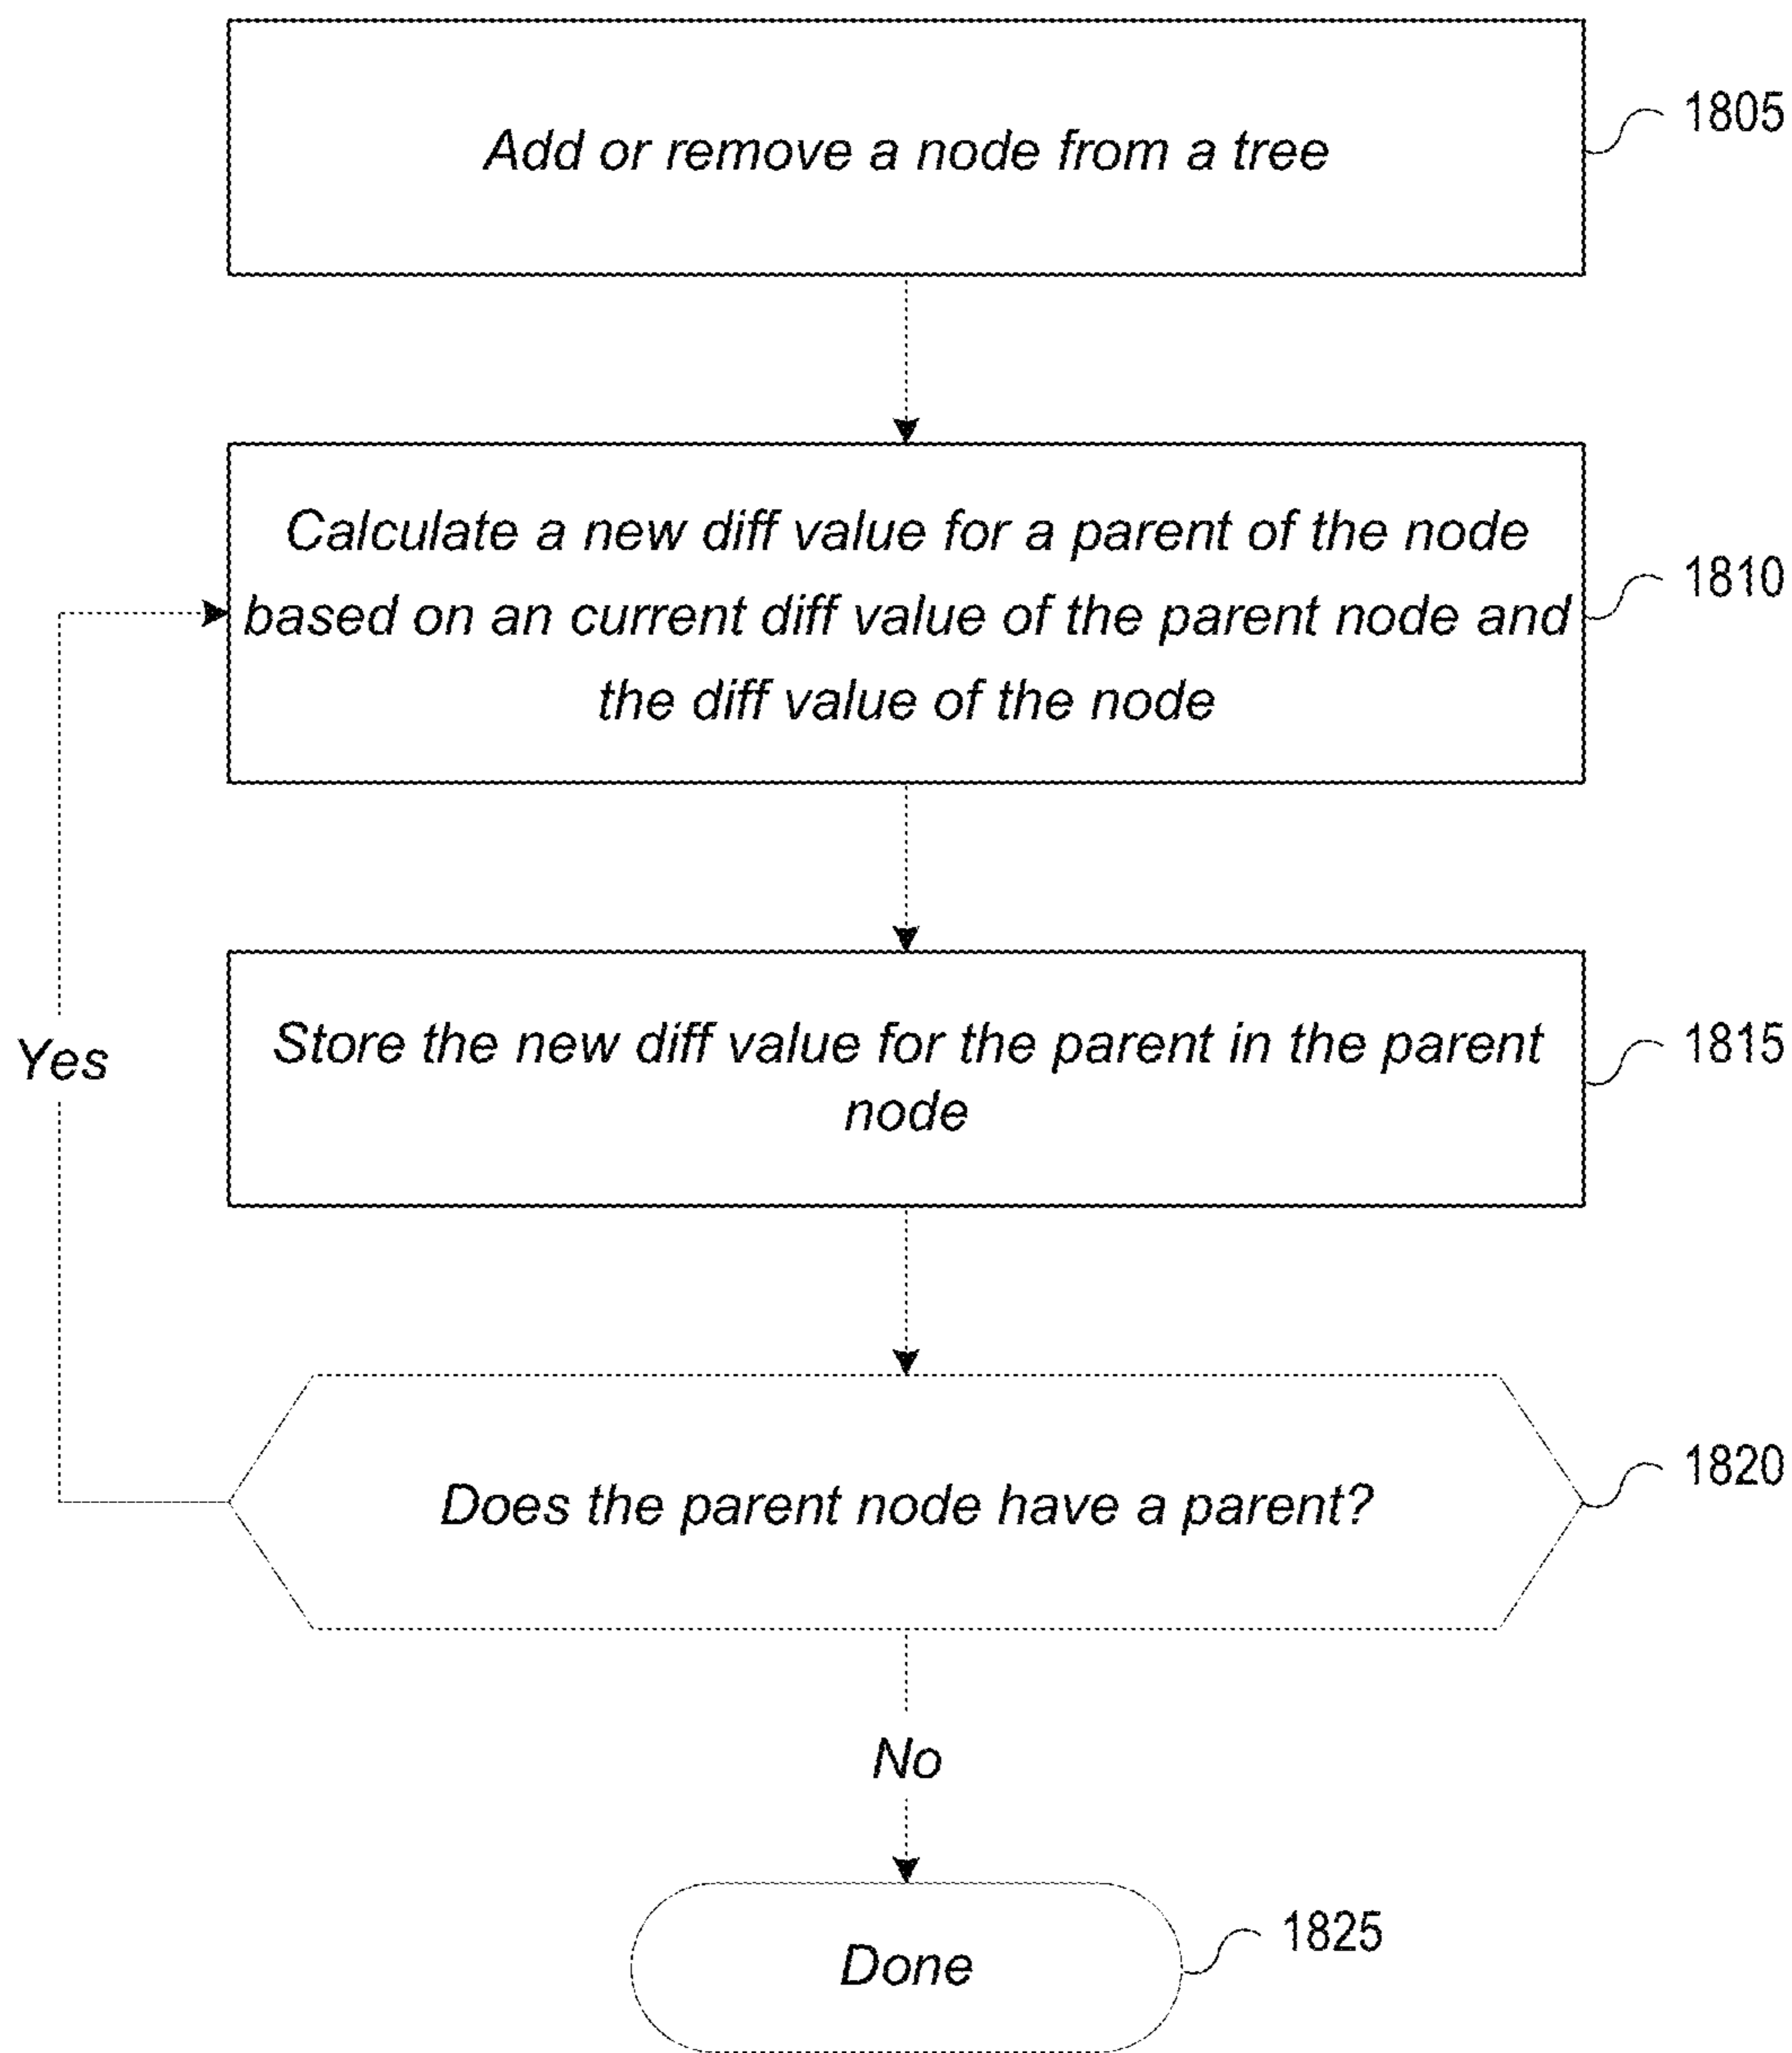 Add or remove a node from a tree
1805
Calculate a new diff value for a parent of the node
based on an current diff value of the parent node and
the diff value of the node
1810
Store the new diff value for the parent in the parent
node
1815
Yes
Does the parent node have a parent?
1820
No
Done
1825